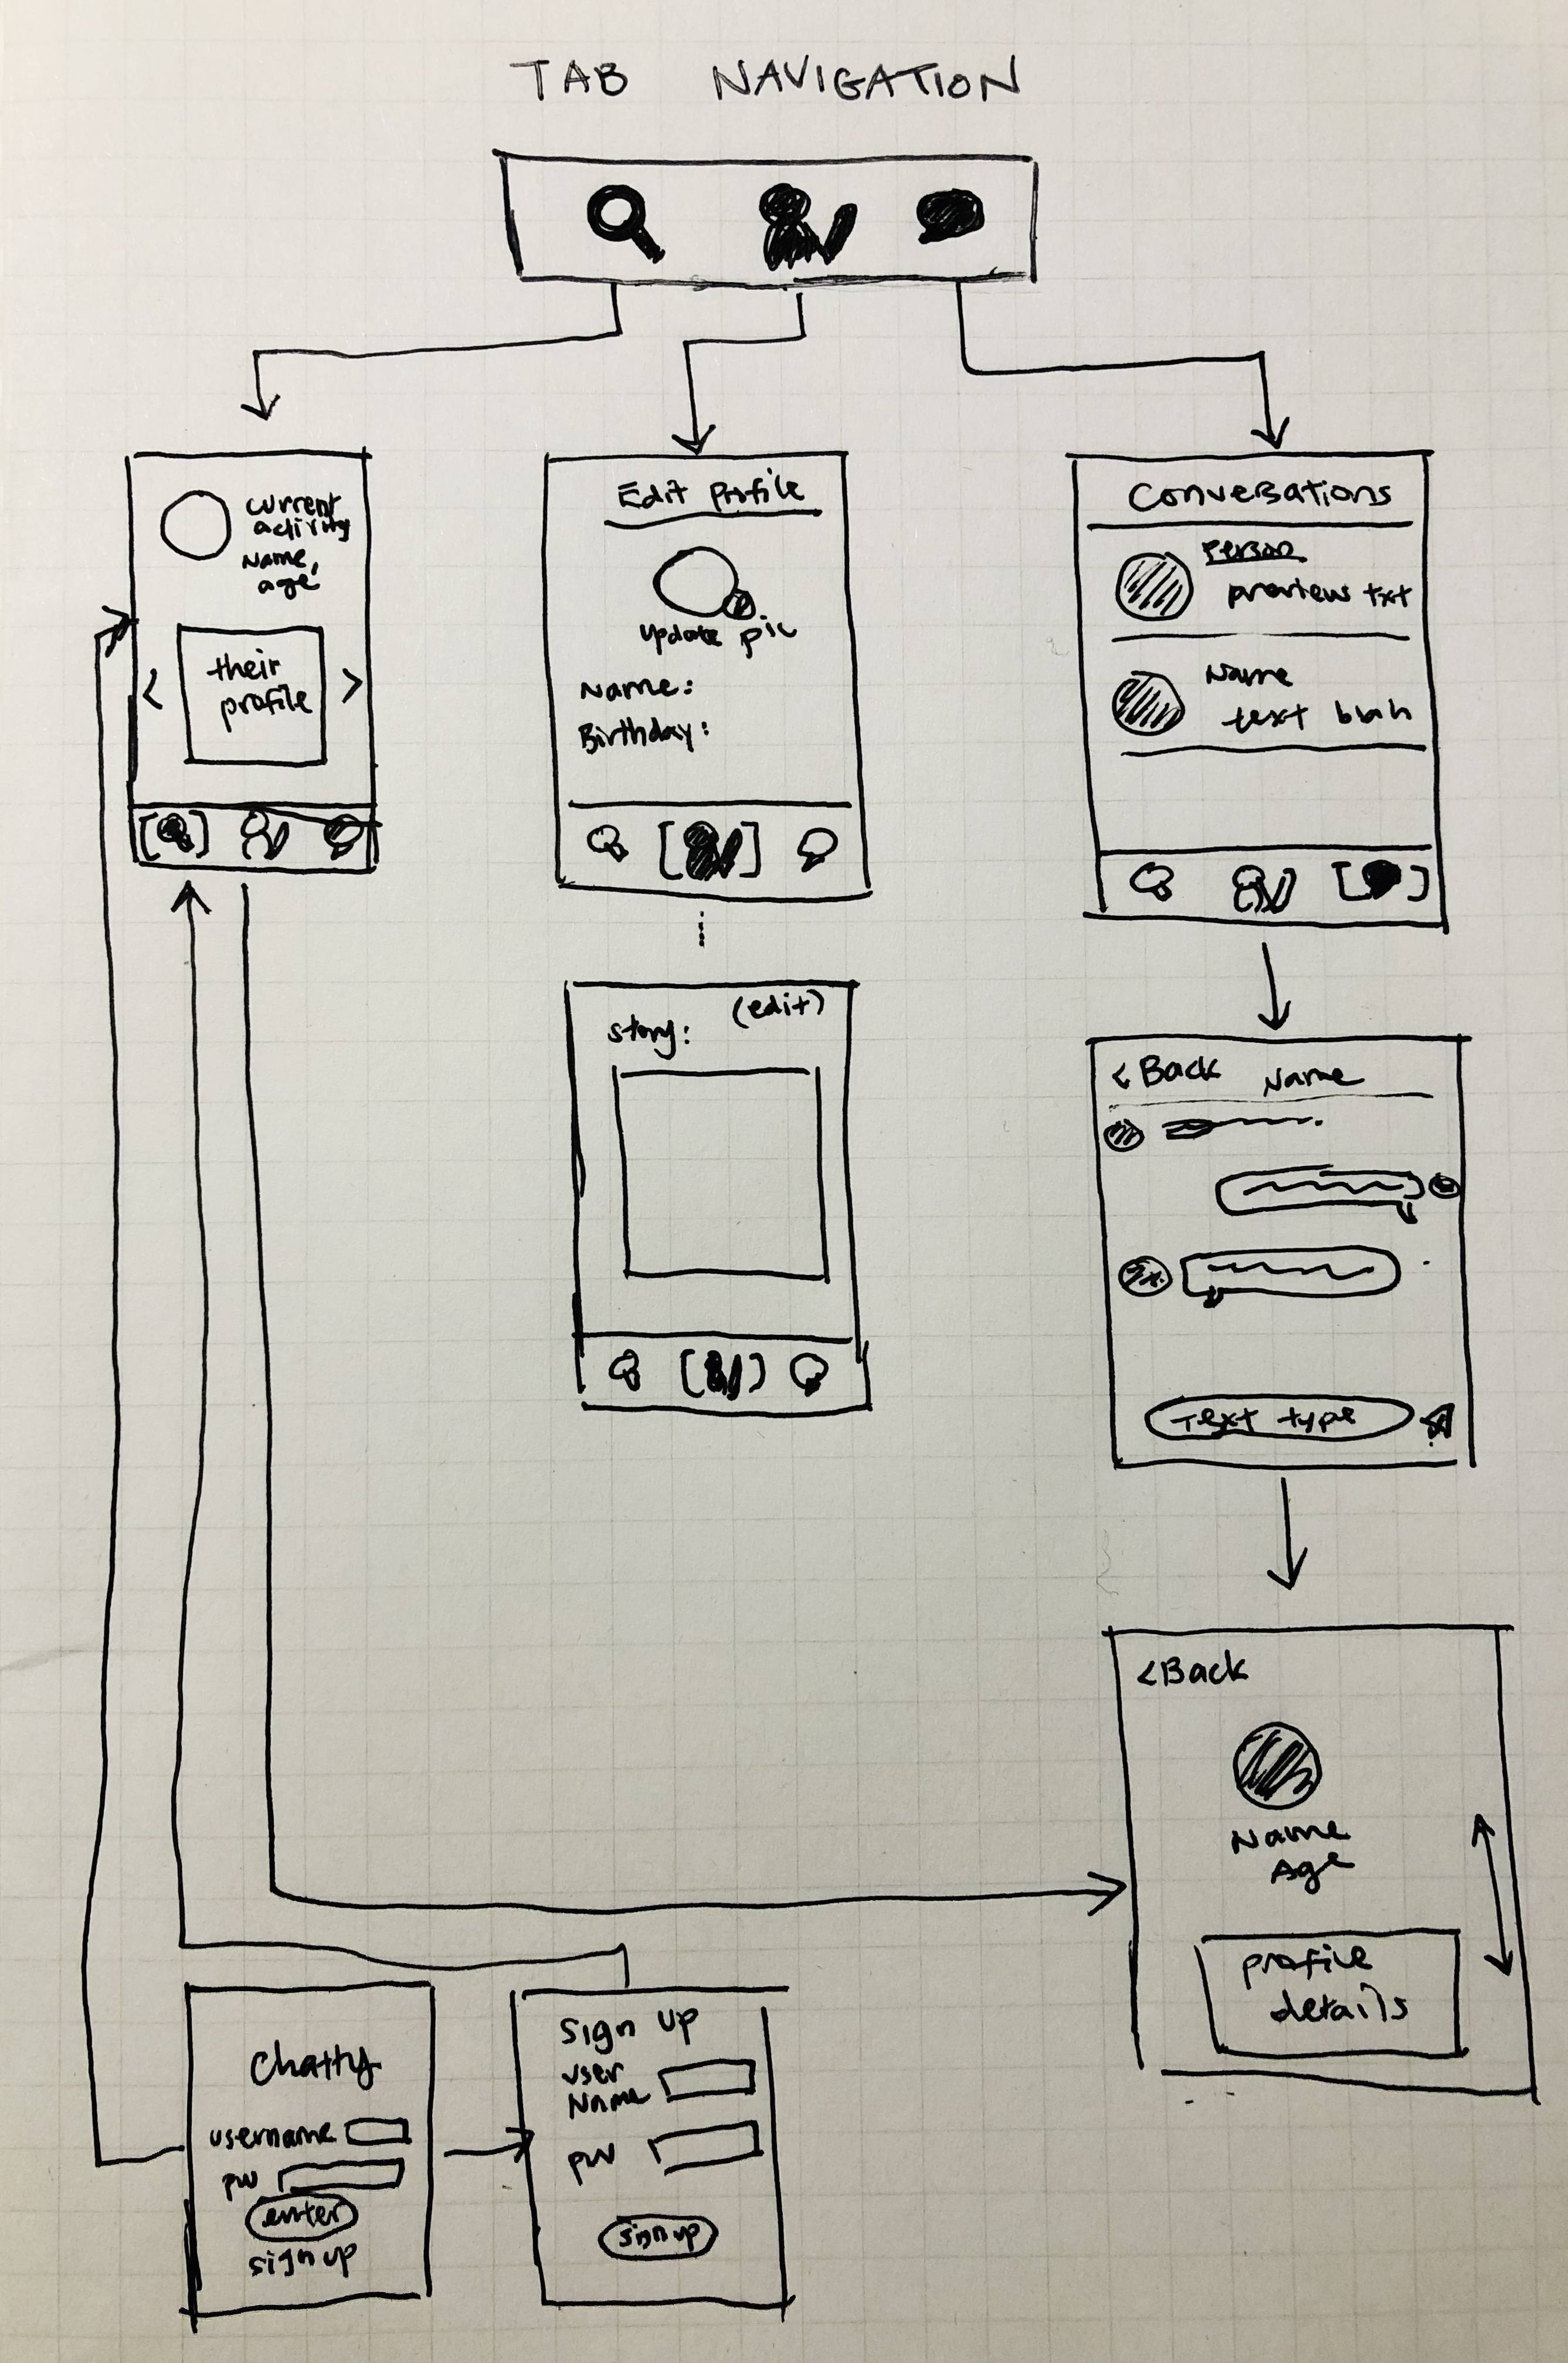 TAB NAVIGATION
current
activity
Name,
age
<
their
profile
>
Edit profile
update pic
Name:
Birthday:
Conversations
Person
preview txt
Name
text blah
story:
(edit)
< Back
Name
Text type
<Back
Name
Age
profile
details
Chatty
username
pw
enter
sign up
Sign up
user
Name
pw
sign up